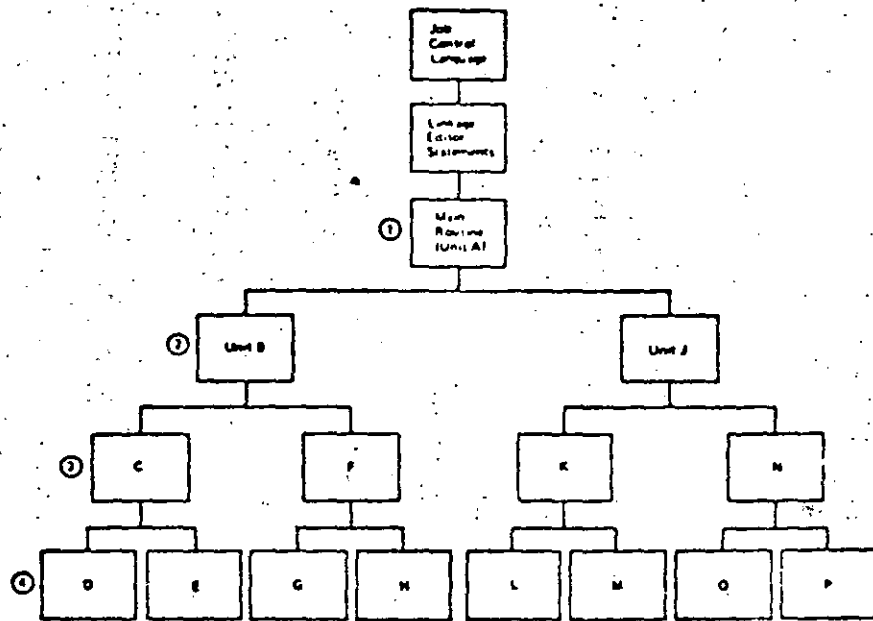 Job
Control
Language
Linkage
Editor
Statements
1
Main
Routine
(Unit A)
2
Unit B
Unit J
3
C
F
K
N
4
D
E
G
H
L
M
O
P